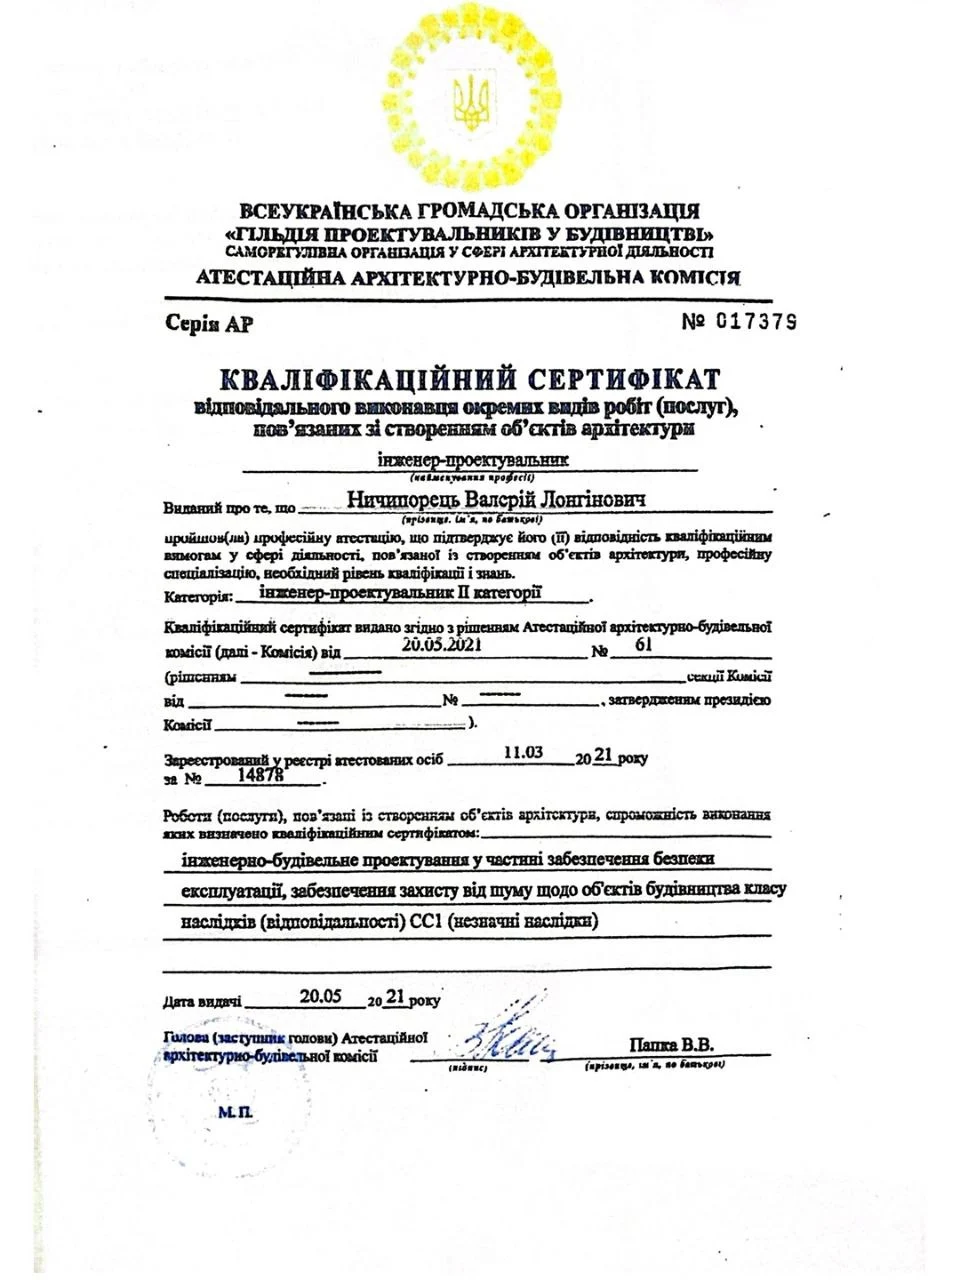 ВСЕУКРАЇНСЬКА ГРОМАДСЬКА ОРГАНІЗАЦІЯ
«ГІЛЬДІЯ ПРОЕКТУВАЛЬНИКІВ У БУДІВНИЦТВІ»
САМОРЕГУЛІВНА ОРГАНІЗАЦІЯ У СФЕРІ АРХІТЕКТУРНОЇ ДІЯЛЬНОСТІ
АТЕСТАЦІЙНА АРХІТЕКТУРНО-БУДІВЕЛЬНА КОМІСІЯ
Серія АР № 017379
КВАЛІФІКАЦІЙНИЙ СЕРТИФІКАТ
відповідального виконавця окремих видів робіт (послуг),
пов’язаних зі створенням об’єктів архітектури
інженер-проектувальник
(найменування професії)
Виданий про те, що Ничипорець Валерій Лонгінович
(прізвище, ім’я, по батькові)
пройшов(ла) професійну атестацію, що підтверджує його (її) відповідність кваліфікаційним
вимогам у сфері діяльності, пов’язаної із створенням об’єктів архітектури, професійну
спеціалізацію, необхідний рівень кваліфікації і знань.
Категорія: інженер-проектувальник II категорії .
Кваліфікаційний сертифікат видано згідно з рішенням Атестаційної архітектурно-будівельної
комісії (далі - Комісія) від 20.05.2021 № 61
(рішенням — секції Комісії
від — № — , затвердженим президією
Комісії — ).
Зареєстрований у реєстрі атестованих осіб 11.03 2021 року
за № 14878 .
Роботи (послуги), пов’язані із створенням об’єктів архітектури, спроможність виконання
яких визначено кваліфікаційним сертифікатом:
інженерно-будівельне проектування у частині забезпечення безпеки
експлуатації, забезпечення захисту від шуму щодо об'єктів будівництва класу
наслідків (відповідальності) СС1 (незначні наслідки)
Дата видачі 20.05 2021 року
Голова (заступник голови) Атестаційної
архітектурно-будівельної комісії Папка В.В.
(підпис) (прізвище, ім’я, по батькові)
М.П.